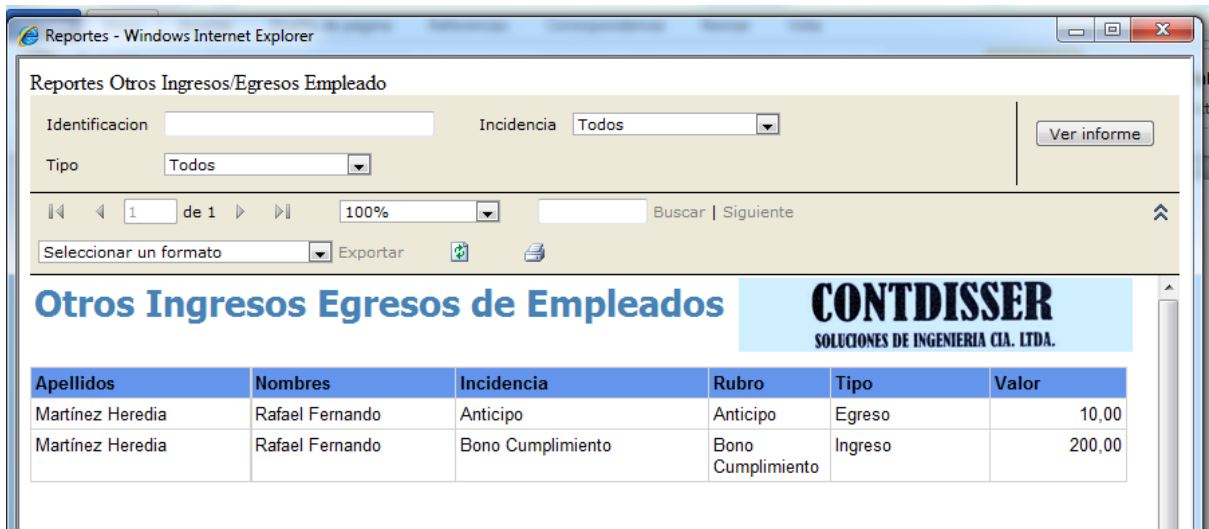 Reportes - Windows Internet Explorer
Reportes Otros Ingresos/Egresos Empleado
Identificacion Incidencia Todos Ver informe
Tipo Todos
1 de 1 100% Buscar | Siguiente
Seleccionar un formato Exportar
Otros Ingresos Egresos de Empleados CONTDISSER
SOLUCIONES DE INGENIERIA CIA. LTDA.
Apellidos Nombres Incidencia Rubro Tipo Valor
Martínez Heredia Rafael Fernando Anticipo Anticipo Egreso 10,00
Martínez Heredia Rafael Fernando Bono Cumplimiento Bono Ingreso 200,00
Cumplimiento